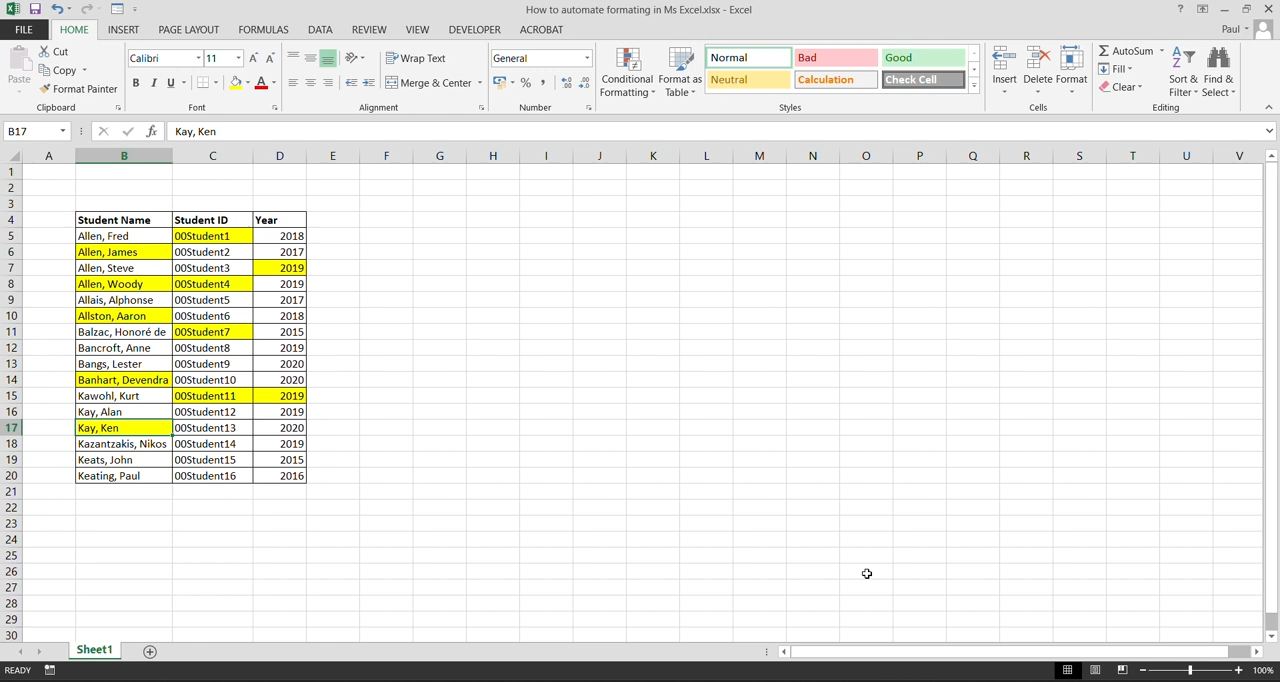 How to automate formating in Ms Excel.xlsx - Excel
?
FILE HOME INSERT PAGE LAYOUT FORMULAS DATA REVIEW VIEW DEVELOPER ACROBAT Paul
Paste
Cut
Copy
Format Painter
Clipboard
Calibri 11
B I U
Font
Wrap Text
Merge & Center
Alignment
General
% ,
Number
Conditional Formatting
Format as Table
Normal Bad Good
Neutral Calculation Check Cell
Styles
Insert Delete Format
Cells
AutoSum
Fill
Clear
Sort & Filter
Find & Select
Editing
B17 fx Kay, Ken
A B C D E F G H I J K L M N O P Q R S T U V
1
2
3
4 Student Name Student ID Year
5 Allen, Fred 00Student1 2018
6 Allen, James 00Student2 2017
7 Allen, Steve 00Student3 2019
8 Allen, Woody 00Student4 2019
9 Allais, Alphonse 00Student5 2017
10 Allston, Aaron 00Student6 2018
11 Balzac, Honoré de 00Student7 2015
12 Bancroft, Anne 00Student8 2019
13 Bangs, Lester 00Student9 2020
14 Banhart, Devendra 00Student10 2020
15 Kawohl, Kurt 00Student11 2019
16 Kay, Alan 00Student12 2019
17 Kay, Ken 00Student13 2020
18 Kazantzakis, Nikos 00Student14 2019
19 Keats, John 00Student15 2015
20 Keating, Paul 00Student16 2016
21
22
23
24
25
26
27
28
29
30
Sheet1
READY 100%